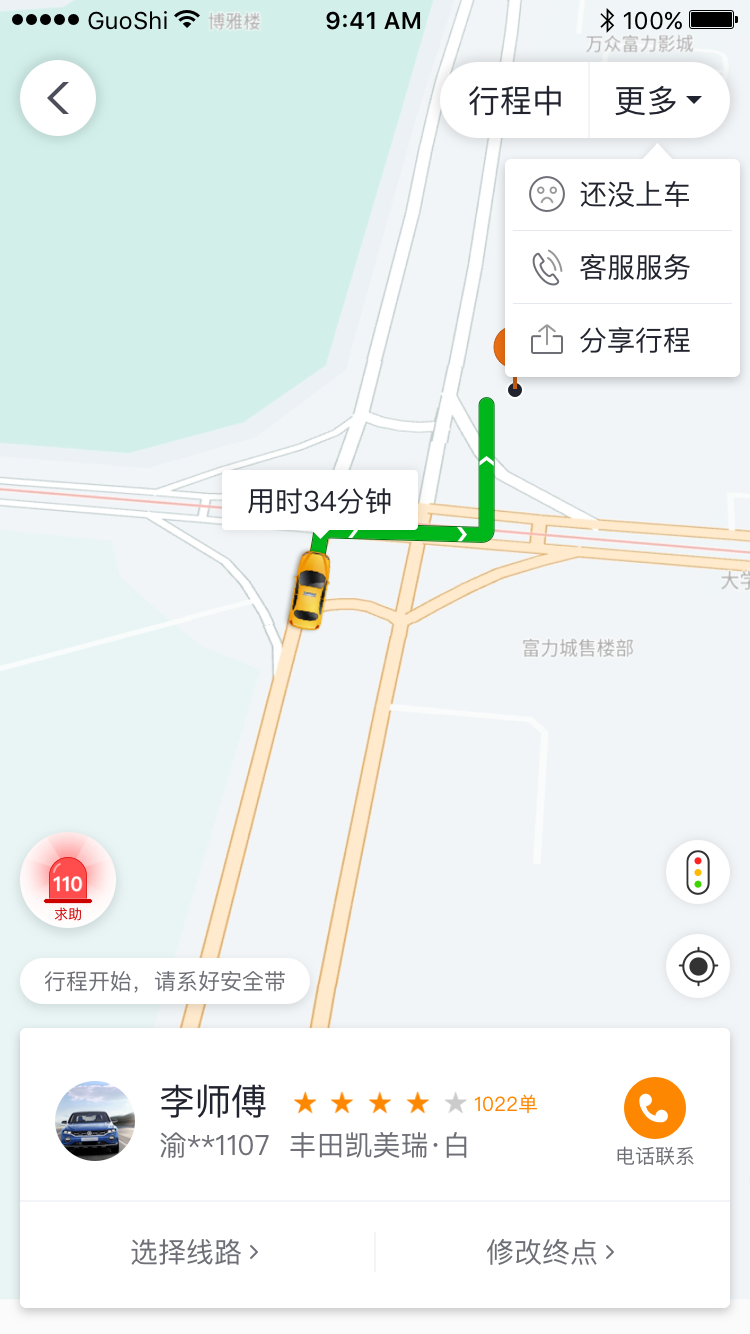 GuoShi 博雅楼 9:41 AM 100%
万众富力影城
行程中 更多
还没上车
客服服务
分享行程
用时34分钟
大学
富力城售楼部
110
求助
行程开始，请系好安全带
李师傅 1022单
渝**1107 丰田凯美瑞·白
电话联系
选择线路 修改终点